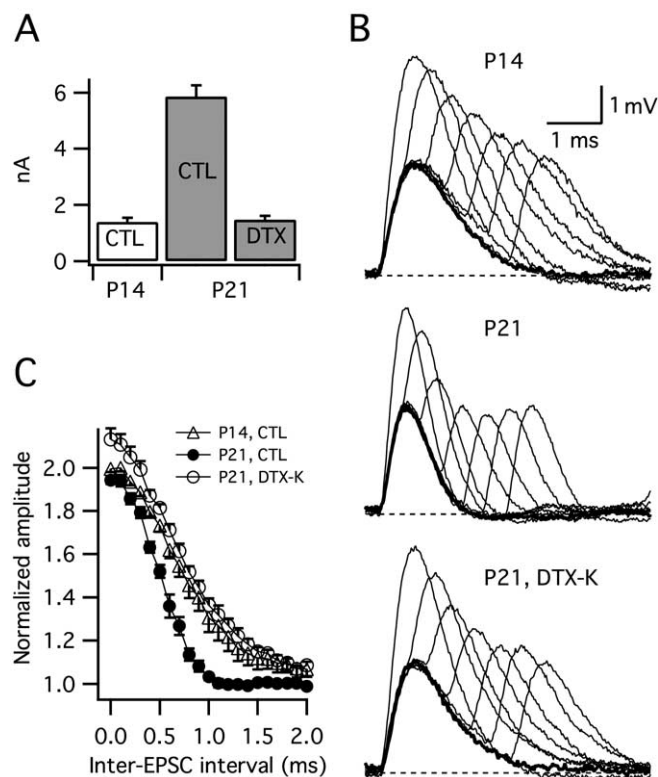 A
6
4
2
0
nA
CTL
CTL
DTX
P14
P21
B
P14
1 mV
1 ms
P21
P21, DTX-K
C
P14, CTL
P21, CTL
P21, DTX-K
2.0
1.8
1.6
1.4
1.2
1.0
Normalized amplitude
0.0 0.5 1.0 1.5 2.0
Inter-EPSC interval (ms)